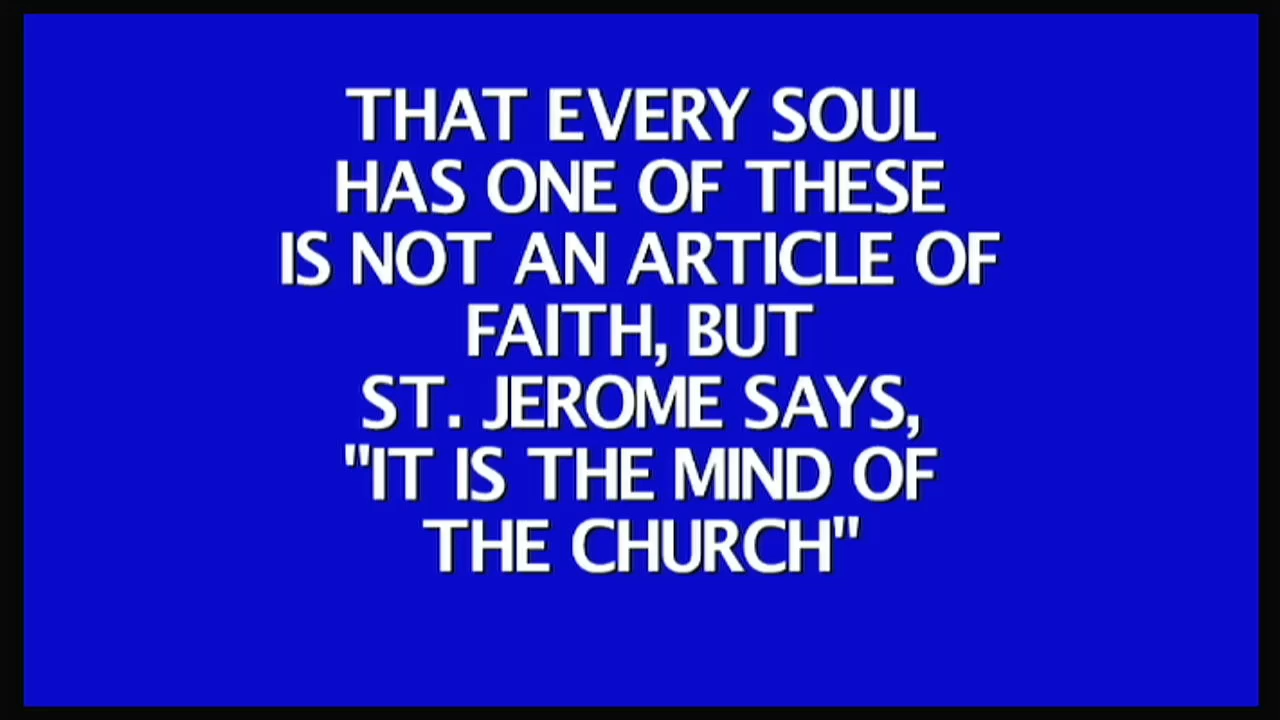 THAT EVERY SOUL
HAS ONE OF THESE
IS NOT AN ARTICLE OF
FAITH, BUT
ST. JEROME SAYS,
"IT IS THE MIND OF
THE CHURCH"